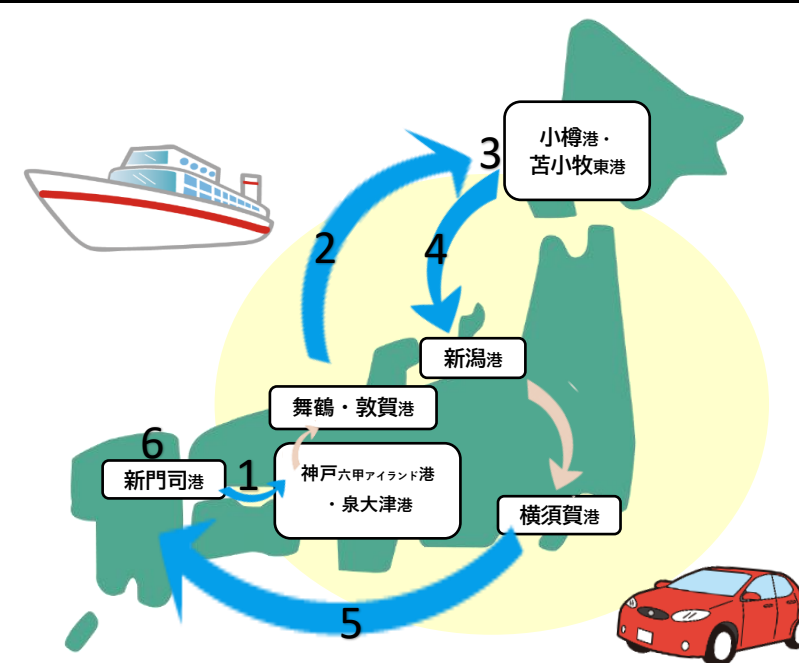 小樽港・
苫小牧東港
3
2
4
新潟港
舞鶴・敦賀港
6
新門司港
1
神戸六甲アイランド港
・泉大津港
横須賀港
5